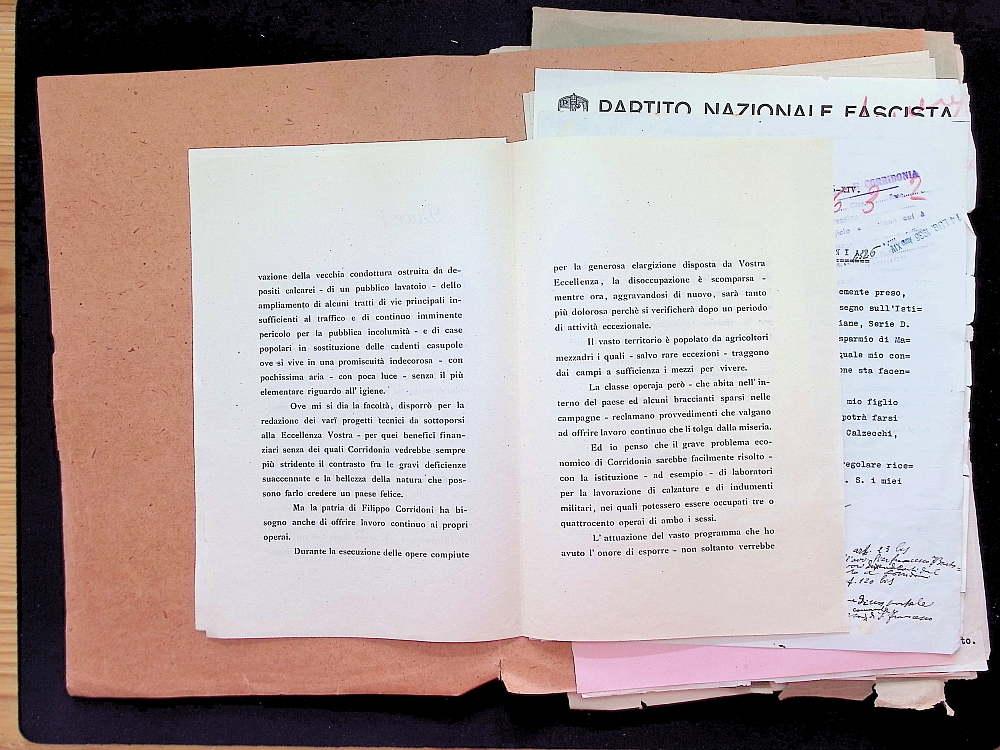 PARTITO NAZIONALE FASCISTA
vazione della vecchia condottura ostruita da de-
positi calcarei - di un pubblico lavatoio - dello
ampliamento di alcuni tratti di vie principali in-
sufficienti al traffico e di continuo imminente
pericolo per la pubblica incolumità - e di case
popolari in sostituzione delle cadenti casupole
ove si vive in una promiscuità indecorosa - con
pochissima aria - con poca luce - senza il più
elementare riguardo all' igiene.
Ove mi si dia la facoltà, disporrò per la
redazione dei varî progetti tecnici da sottoporsi
alla Eccellenza Vostra - per quei benefici finan-
ziari senza dei quali Corridonia vedrebbe sempre
più stridente il contrasto fra le gravi deficienze
suaccennate e la bellezza della natura che pos-
sono farlo credere un paese felice.
Ma la patria di Filippo Corridoni ha bi-
sogno anche di offrire lavoro continuo ai propri
operai.
Durante la esecuzione delle opere compiute
per la generosa elargizione disposta da Vostra
Eccellenza, la disoccupazione è scomparsa -
mentre ora, aggravandosi di nuovo, sarà tanto
più dolorosa perchè si verificherà dopo un periodo
di attività eccezionale.
Il vasto territorio è popolato da agricoltori
mezzadri i quali - salvo rare eccezioni - traggono
dai campi a sufficienza i mezzi per vivere.
La classe operaja però - che abita nell' in-
terno del paese ed alcuni braccianti sparsi nelle
campagne - reclamano provvedimenti che valgano
ad offrire lavoro continuo che li tolga dalla miseria.
Ed io penso che il grave problema eco-
nomico di Corridonia sarebbe facilmente risolto -
con la istituzione - ad esempio - di laboratori
per la lavorazione di calzature e di indumenti
militari, nei quali potessero essere occupati tre o
quattrocento operai di ambo i sessi.
L' attuazione del vasto programma che ho
avuto l' onore di esporre - non soltanto verrebbe
CORRIDONIA
-XIV.
3 2
N I
emente preso,
segno sull'Isti=
iane, Serie D.
sparmio di Ma=
quale mio con=
one sta facen=
mio figlio
potrà farsi
Calzecchi,
regolare rice=
. S. i miei
art. 23 bis
. 120 bis
to.